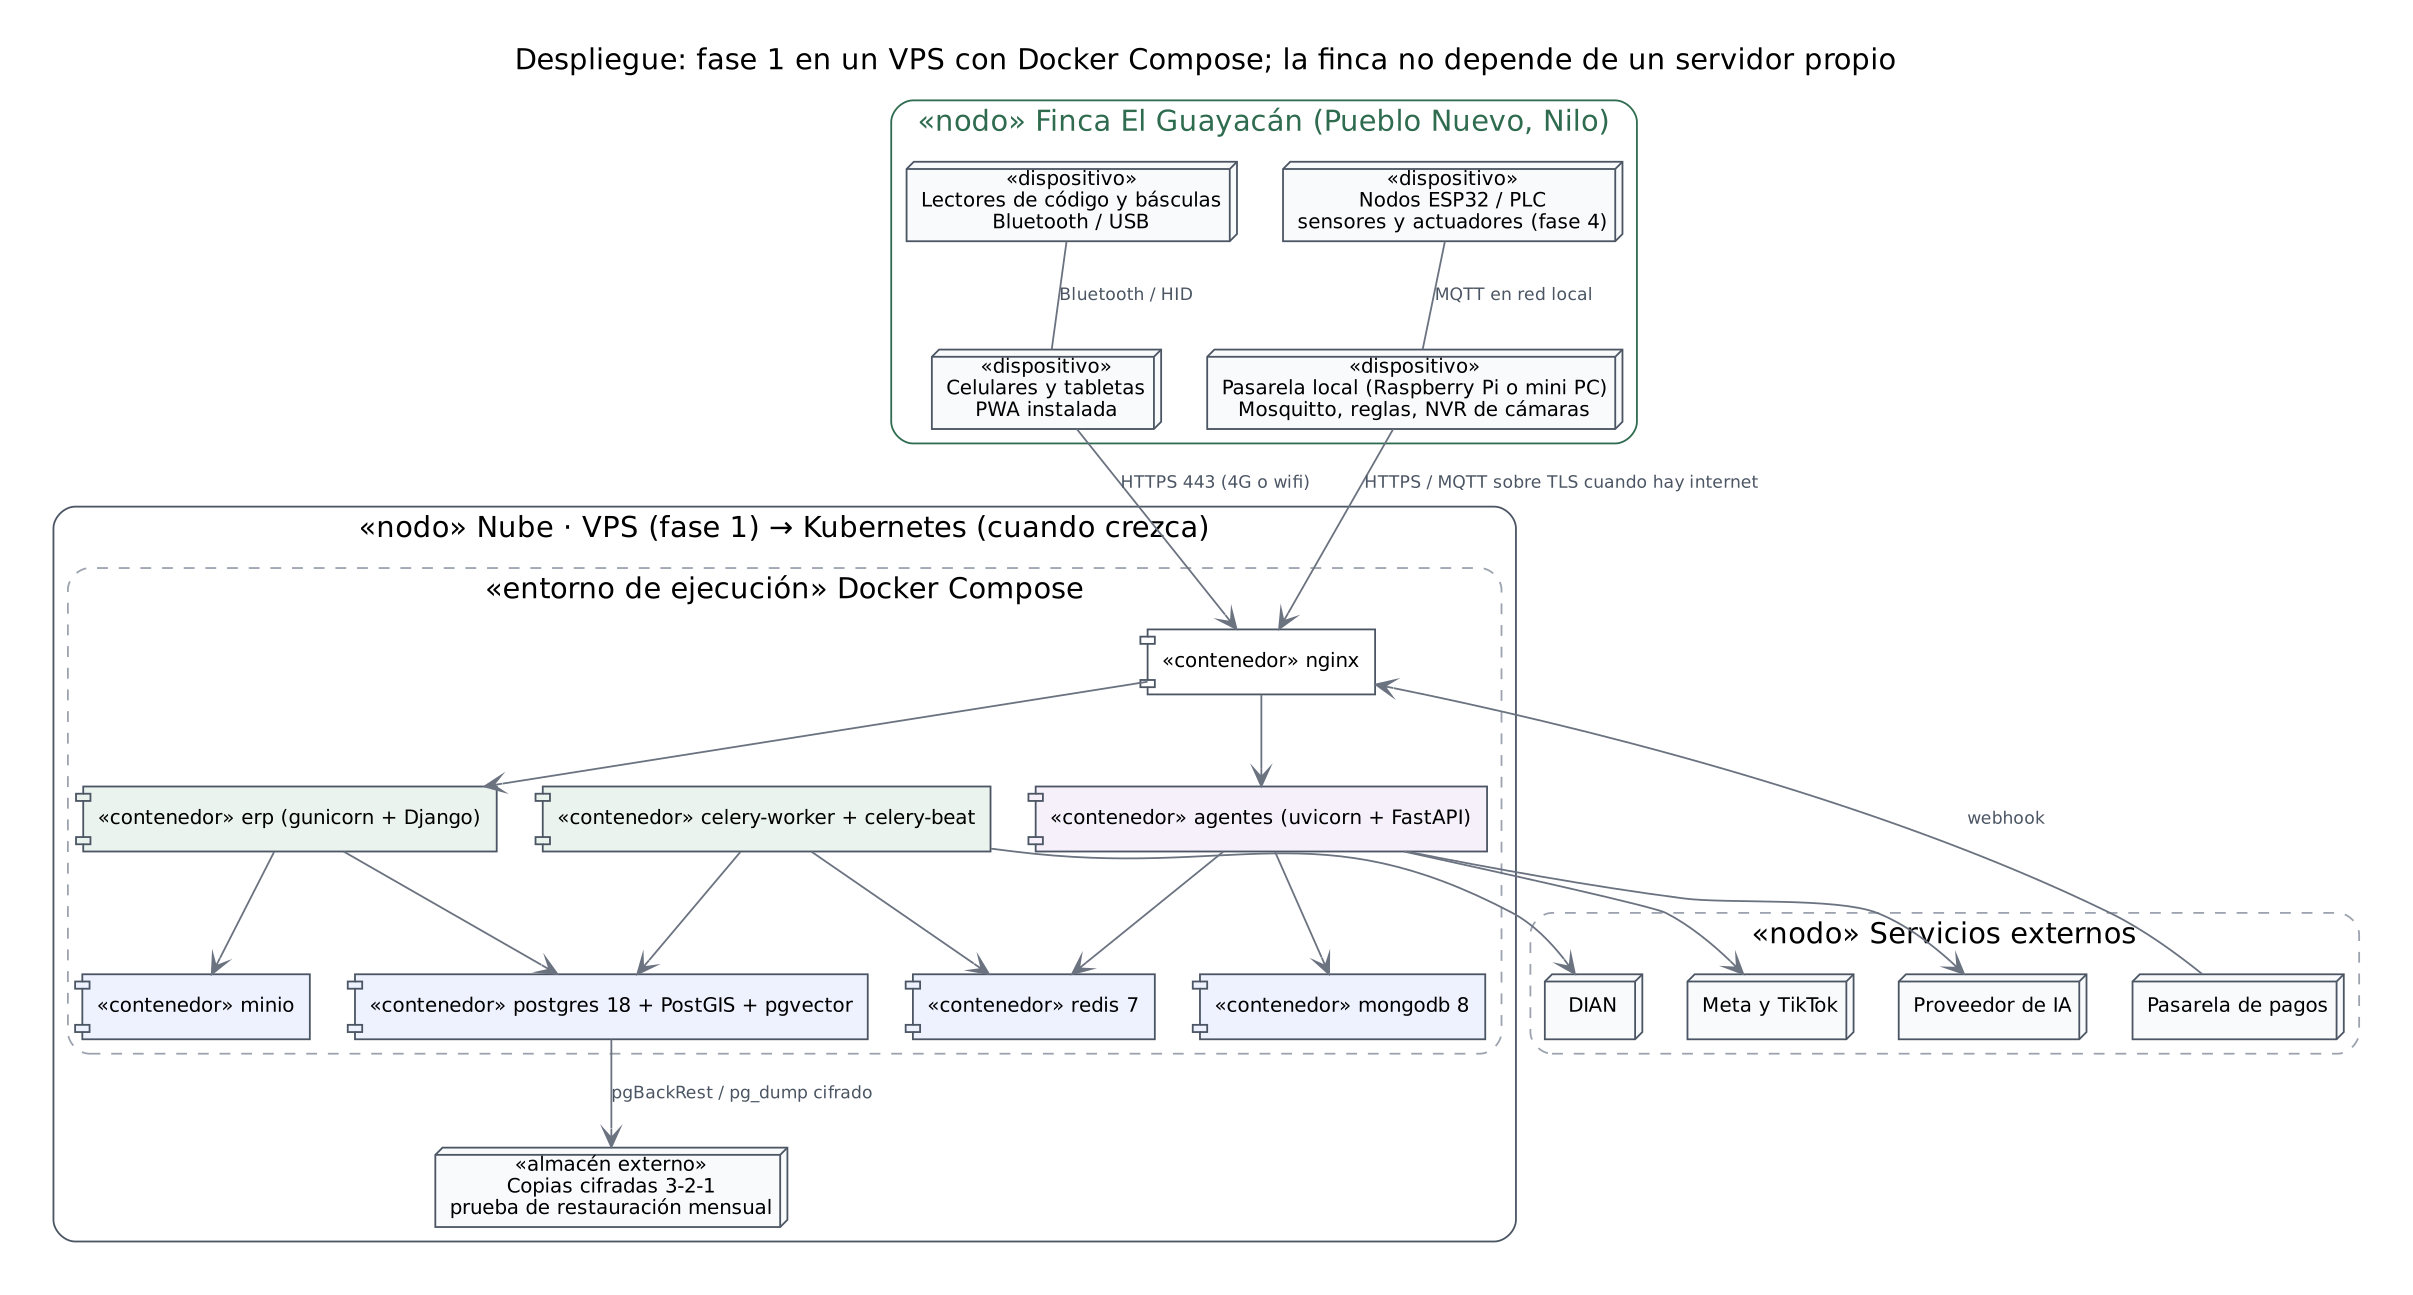 Despliegue: fase 1 en un VPS con Docker Compose; la finca no depende de un servidor propio
«nodo» Finca El Guayacán (Pueblo Nuevo, Nilo)
«dispositivo»
Lectores de código y básculas
Bluetooth / USB
«dispositivo»
Nodos ESP32 / PLC
sensores y actuadores (fase 4)
Bluetooth / HID
MQTT en red local
«dispositivo»
Celulares y tabletas
PWA instalada
«dispositivo»
Pasarela local (Raspberry Pi o mini PC)
Mosquitto, reglas, NVR de cámaras
HTTPS 443 (4G o wifi)
HTTPS / MQTT sobre TLS cuando hay internet
«nodo» Nube · VPS (fase 1) → Kubernetes (cuando crezca)
«entorno de ejecución» Docker Compose
«contenedor» nginx
«contenedor» erp (gunicorn + Django)
«contenedor» celery-worker + celery-beat
«contenedor» agentes (uvicorn + FastAPI)
webhook
«nodo» Servicios externos
«contenedor» minio
«contenedor» postgres 18 + PostGIS + pgvector
«contenedor» redis 7
«contenedor» mongodb 8
DIAN
Meta y TikTok
Proveedor de IA
Pasarela de pagos
pgBackRest / pg_dump cifrado
«almacén externo»
Copias cifradas 3-2-1
prueba de restauración mensual